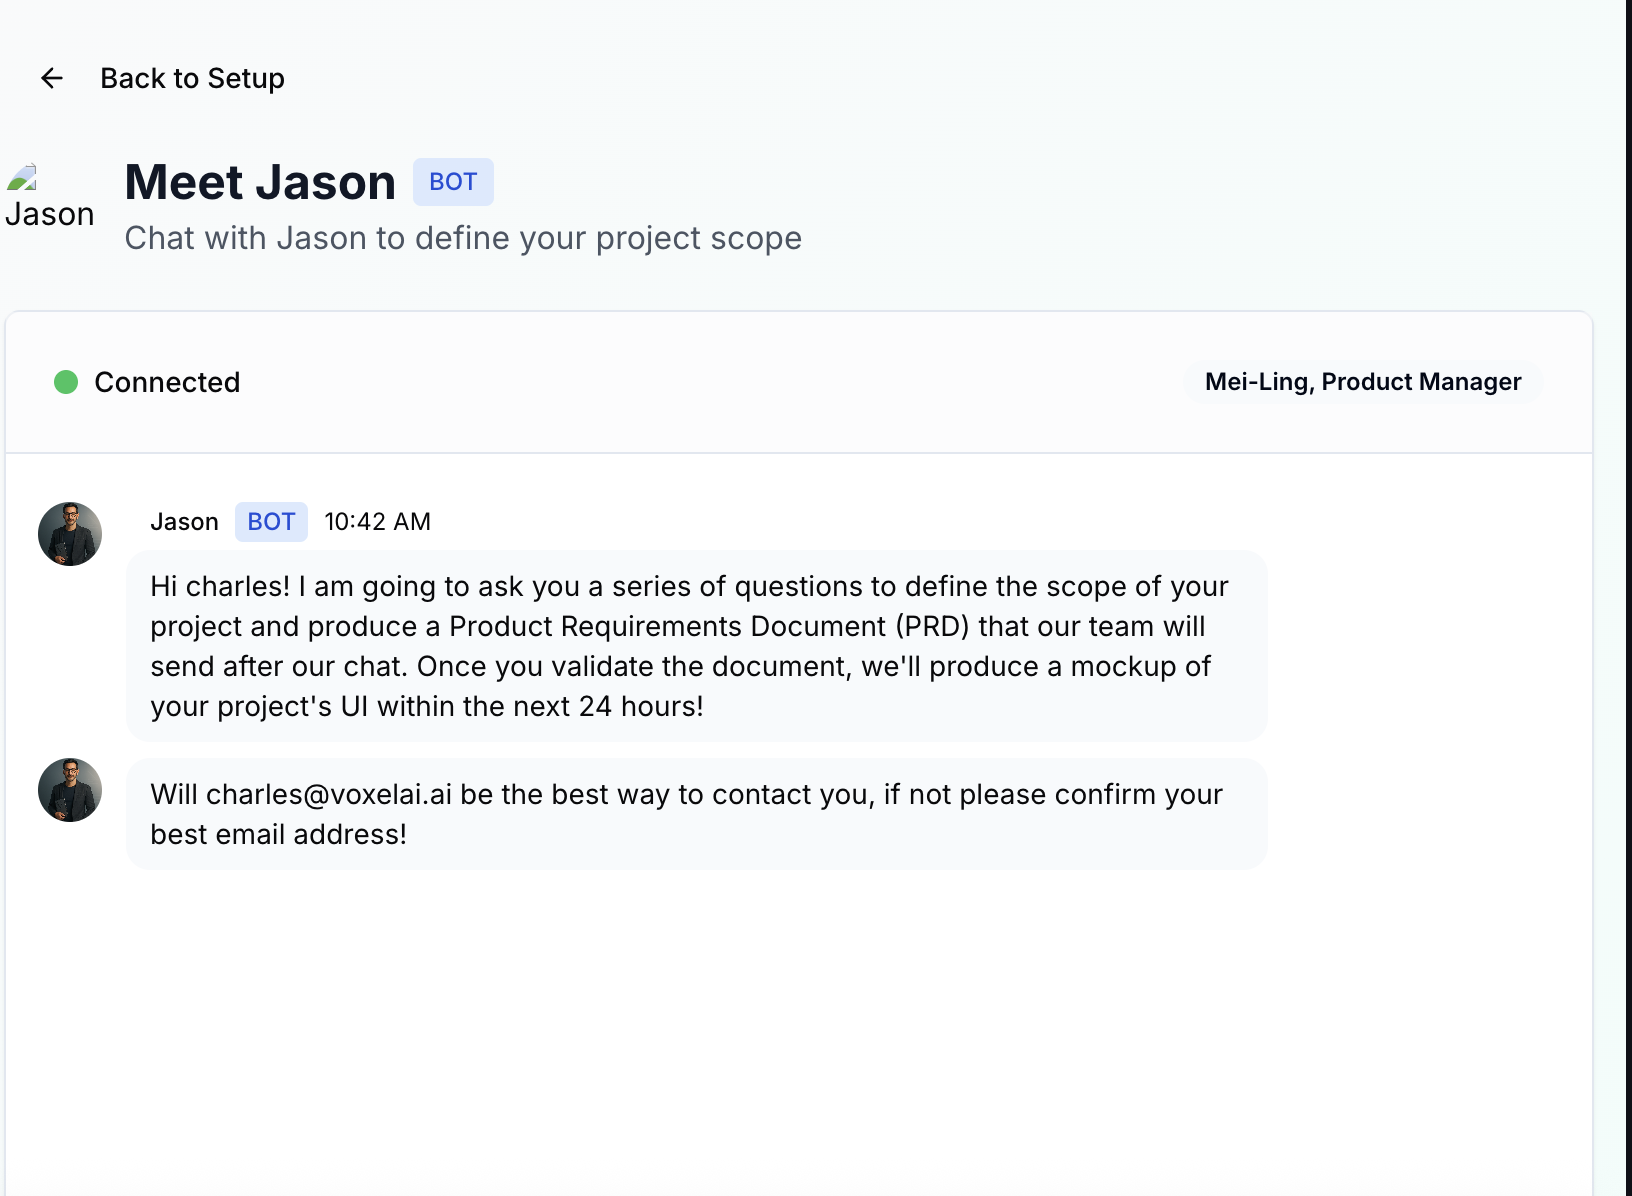 Back to Setup
Jason
Meet Jason BOT
Chat with Jason to define your project scope
Connected
Mei-Ling, Product Manager
Jason BOT 10:42 AM
Hi charles! I am going to ask you a series of questions to define the scope of your
project and produce a Product Requirements Document (PRD) that our team will
send after our chat. Once you validate the document, we'll produce a mockup of
your project's UI within the next 24 hours!
Will charles@voxelai.ai be the best way to contact you, if not please confirm your
best email address!